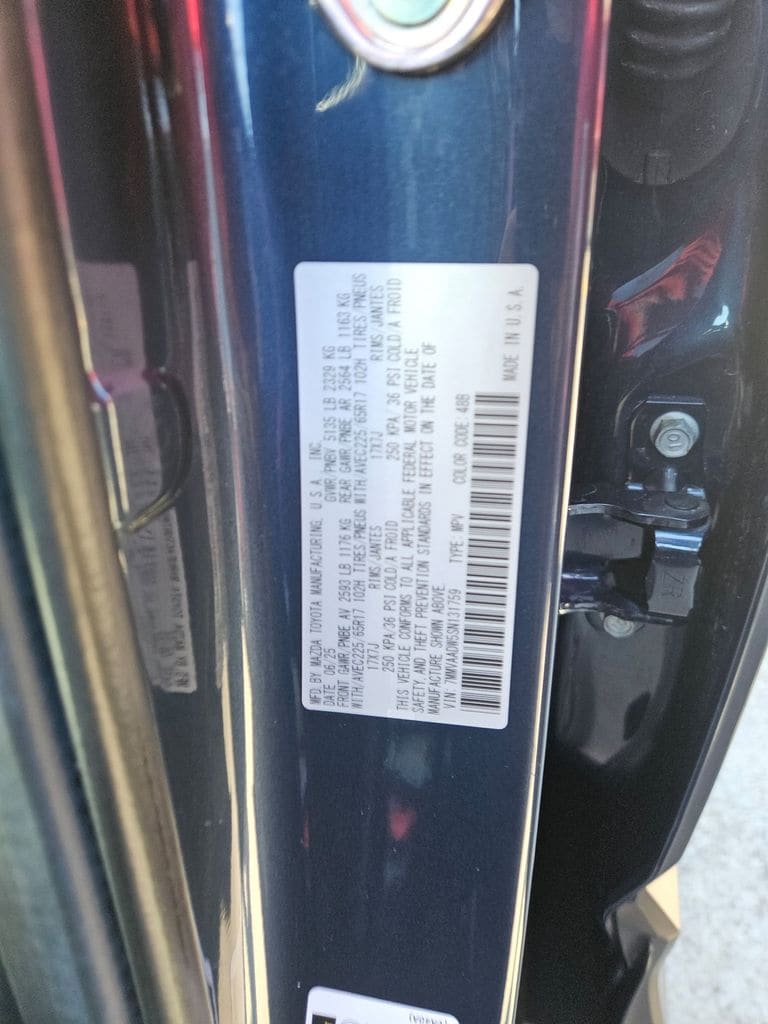 MFD.BY MAZDA TOYOTA MANUFACTURING, U.S.A., INC.
DATE: 06/25 GVWR/PNBV 5135 LB 2329 KG
FRONT GAWR/PNBE AV 2593 LB 1176 KG REAR GAWR/PNBE AR 2564 LB 1163 KG
WITH/AVEC225/65R17 102H TIRES/PNEUS WITH/AVEC225/65R17 102H TIRES/PNEUS
17X7J RIMS/JANTES 17X7J RIMS/JANTES
250 KPA/36 PSI COLD/A FROID 250 KPA/36 PSI COLD/A FROID
THIS VEHICLE CONFORMS TO ALL APPLICABLE FEDERAL MOTOR VEHICLE
SAFETY, AND THEFT PREVENTION STANDARDS IN EFFECT ON THE DATE OF
MANUFACTURE SHOWN ABOVE.
VIN: 7MMVAADW5SN131759 TYPE: MPV COLOR CODE: 48B
MADE IN U.S.A.
10
ZR